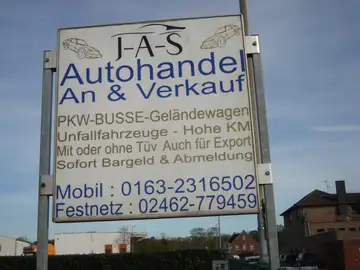 J-A-S
Autohandel
An & Verkauf
PKW-BUSSE-Geländewagen
Unfallfahrzeuge - Hohe KM
Mit oder ohne Tüv Auch für Export
Sofort Bargeld & Abmeldung
Mobil : 0163-2316502
Festnetz : 02462-779459